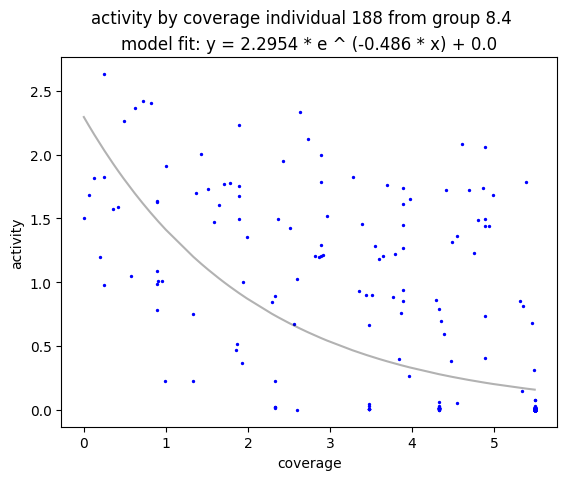 activity by coverage individual 188 from group 8.4
model fit: y = 2.2954 * e ^ (-0.486 * x) + 0.0
2.5
2.0
1.5
1.0
0.5
0.0
activity
0 1 2 3 4 5
coverage